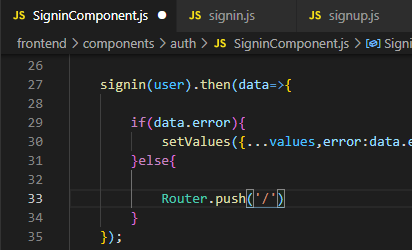 JS SigninComponent.js ● JS signin.js JS signup.js
frontend > components > auth > JS SigninComponent.js > Signi
26
27 signin(user).then(data=>{
28
29 if(data.error){
30 setValues({...values,error:data.e
31 }else{
32
33 Router.push('/')
34 }
35 });